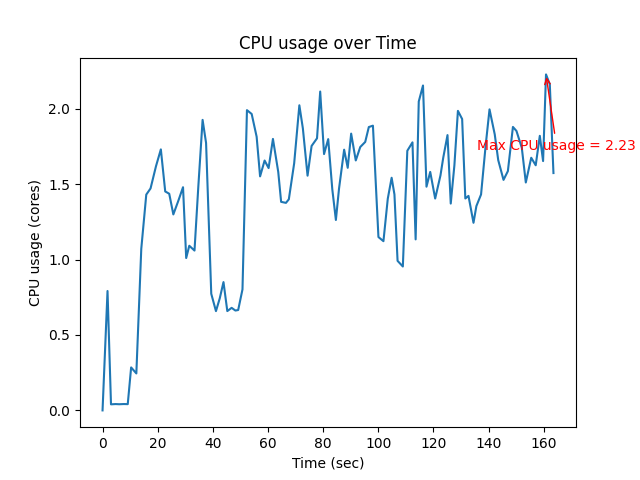 CPU usage over Time
CPU usage (cores)
2.0
1.5
1.0
0.5
0.0
Max CPU usage = 2.23
0 20 40 60 80 100 120 140 160
Time (sec)